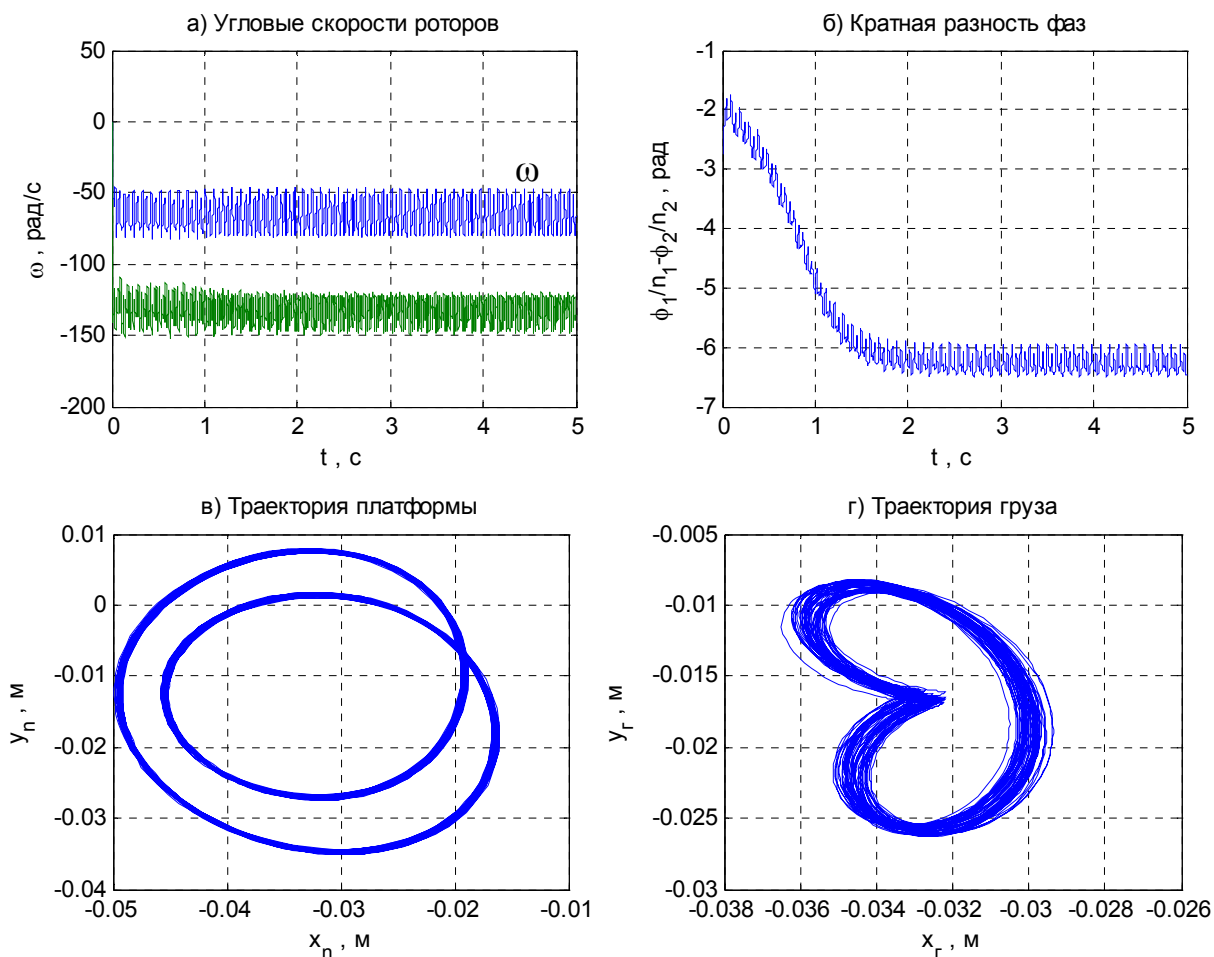 а) Угловые скорости роторов
50
0
-50
-100
-150
-200
ω , рад/с
ω
0 1 2 3 4 5
t , с
б) Кратная разность фаз
-1
-2
-3
-4
-5
-6
-7
ϕ1/n1-ϕ2/n2 , рад
0 1 2 3 4 5
t , с
в) Траектория платформы
0.01
0
-0.01
-0.02
-0.03
-0.04
yп , м
-0.05 -0.04 -0.03 -0.02 -0.01
xп , м
г) Траектория груза
-0.005
-0.01
-0.015
-0.02
-0.025
-0.03
yг , м
-0.038 -0.036 -0.034 -0.032 -0.03 -0.028 -0.026
xг , м